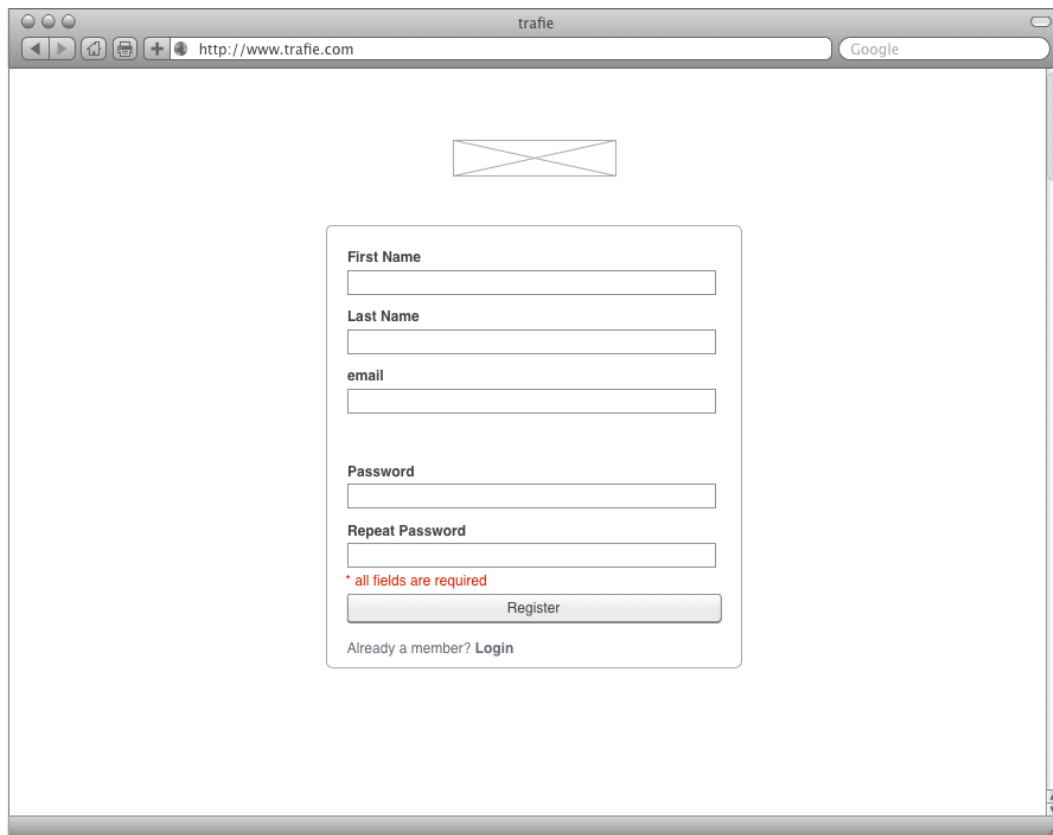 trafie
http://www.trafie.com
Google
First Name
Last Name
email
Password
Repeat Password
* all fields are required
Register
Already a member? Login